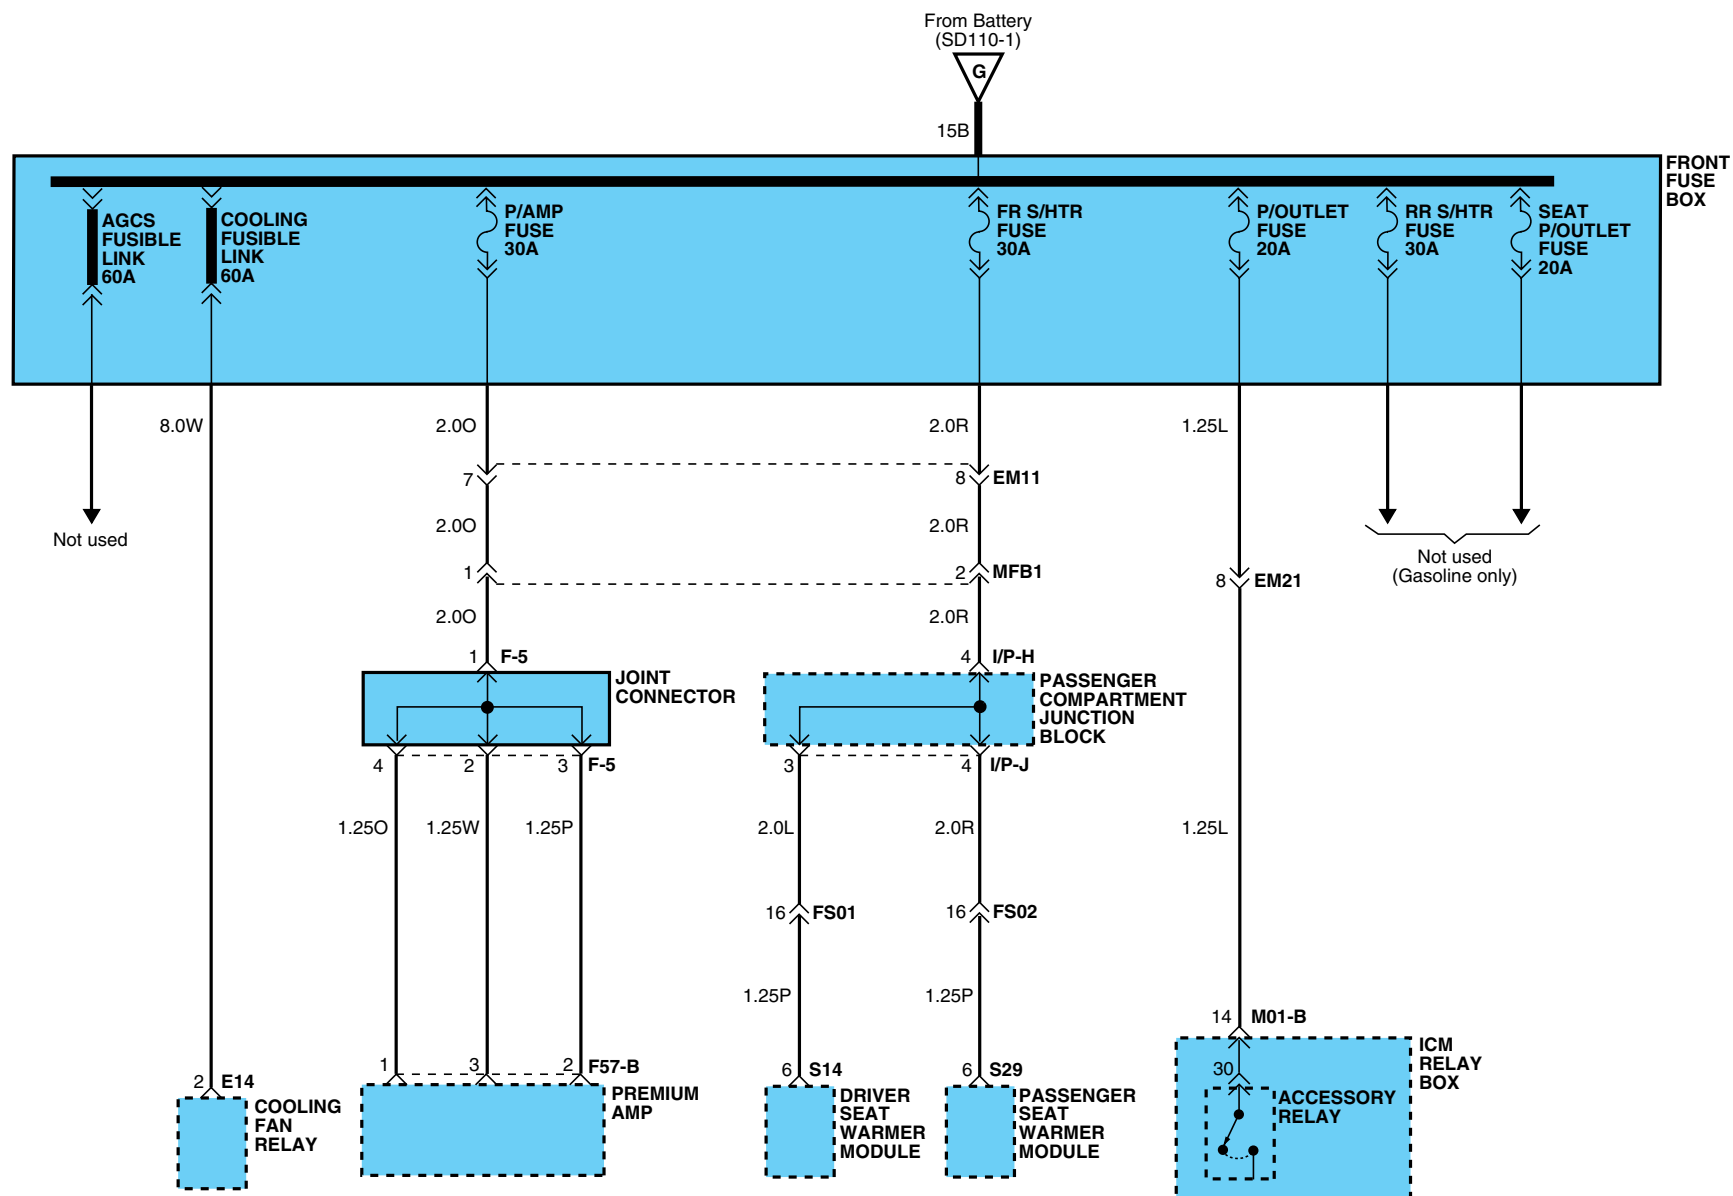 From Battery
(SD110-1)
G
15B
FRONT
FUSE
BOX
AGCS
FUSIBLE
LINK
60A
COOLING
FUSIBLE
LINK
60A
P/AMP
FUSE
30A
FR S/HTR
FUSE
30A
P/OUTLET
FUSE
20A
RR S/HTR
FUSE
30A
SEAT
P/OUTLET
FUSE
20A
8.0W
2.0O
2.0R
1.25L
7
8 EM11
Not used
2.0O
2.0R
Not used
(Gasoline only)
1
2 MFB1
8 EM21
2.0O
2.0R
1 F-5
4 I/P-H
JOINT
CONNECTOR
PASSENGER
COMPARTMENT
JUNCTION
BLOCK
4
2
3 F-5
3
4 I/P-J
1.25O
1.25W
1.25P
2.0L
2.0R
1.25L
16 FS01
16 FS02
1.25P
1.25P
14 M01-B
ICM
RELAY
BOX
30
ACCESSORY
RELAY
2 E14
COOLING
FAN
RELAY
1
3
2 F57-B
PREMIUM
AMP
6 S14
DRIVER
SEAT
WARMER
MODULE
6 S29
PASSENGER
SEAT
WARMER
MODULE